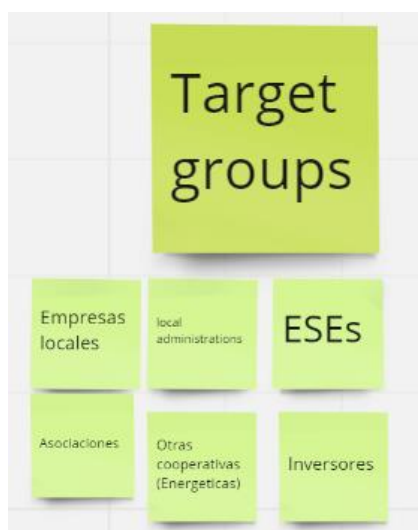 Target
groups
Empresas
locales
local
administrations
ESEs
Asociaciones
Otras
cooperativas
(Energeticas)
Inversores